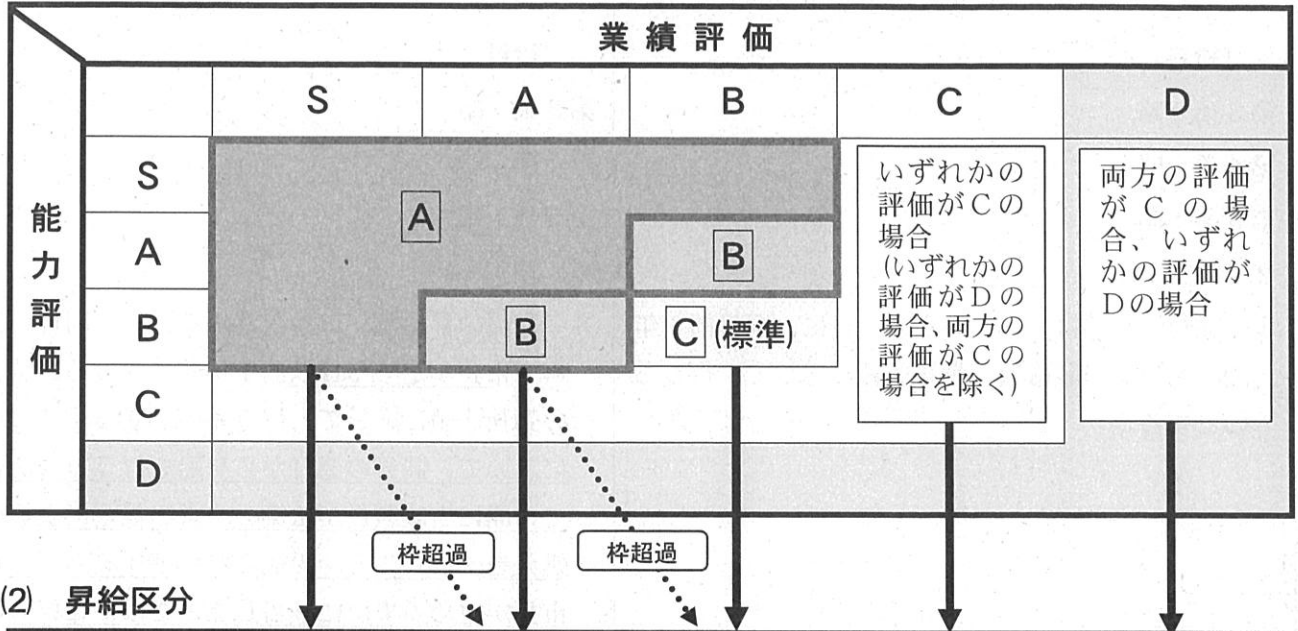 業績評価
S A B C D
能力評価
S
A
B
C
D
A
B
B
C (標準)
いずれかの
評価がCの
場合
(いずれかの
評価がDの
場合、両方の
評価がCの
場合を除く)
両方の評価
がCの場
合、いずれ
かの評価が
Dの場合
枠超過
枠超過
(2) 昇給区分